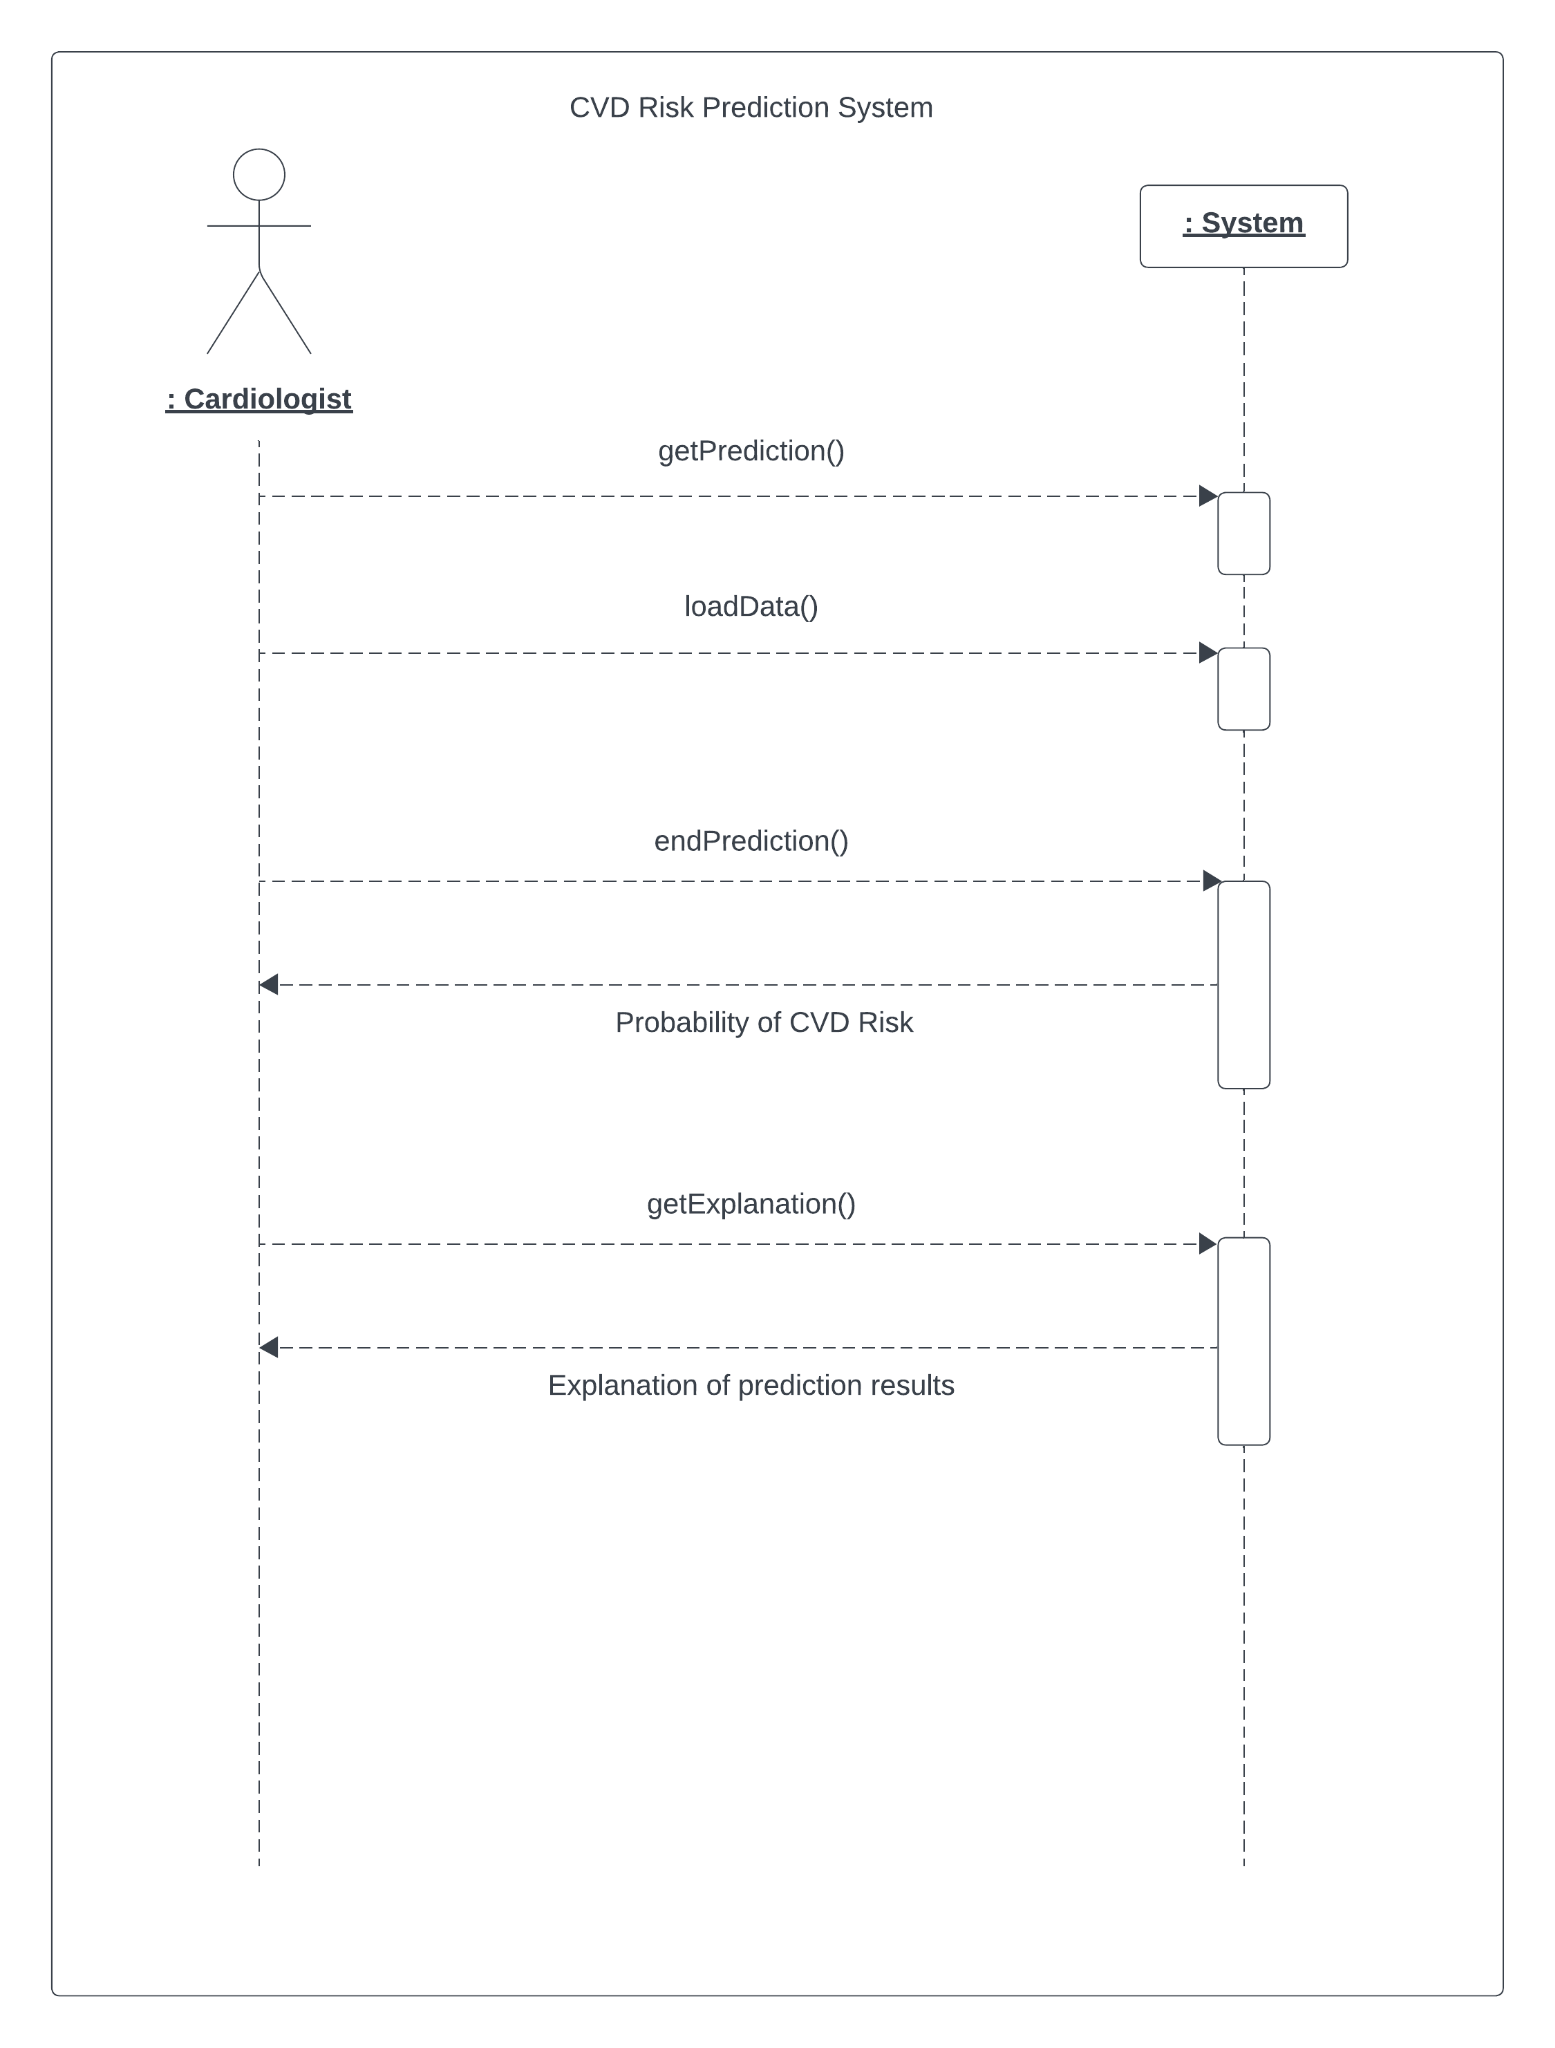 CVD Risk Prediction System
: System
: Cardiologist
getPrediction()
loadData()
endPrediction()
Probability of CVD Risk
getExplanation()
Explanation of prediction results